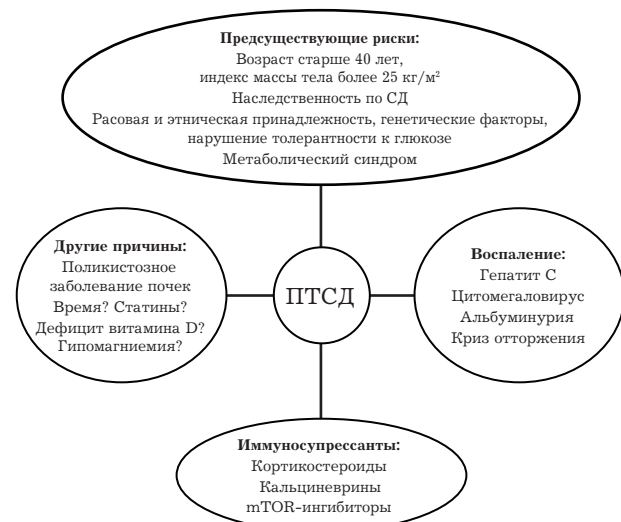 Предсуществующие риски:
Возраст старше 40 лет,
индекс массы тела более 25 кг/м²
Наследственность по СД
Расовая и этническая принадлежность, генетические факторы,
нарушение толерантности к глюкозе
Метаболический синдром
Другие причины:
Поликистозное
заболевание почек
Время? Статины?
Дефицит витамина D?
Гипомагниемия?
ПТСД
Воспаление:
Гепатит С
Цитомегаловирус
Альбуминурия
Криз отторжения
Иммуносупрессанты:
Кортикостероиды
Кальциневрины
mTOR-ингибиторы